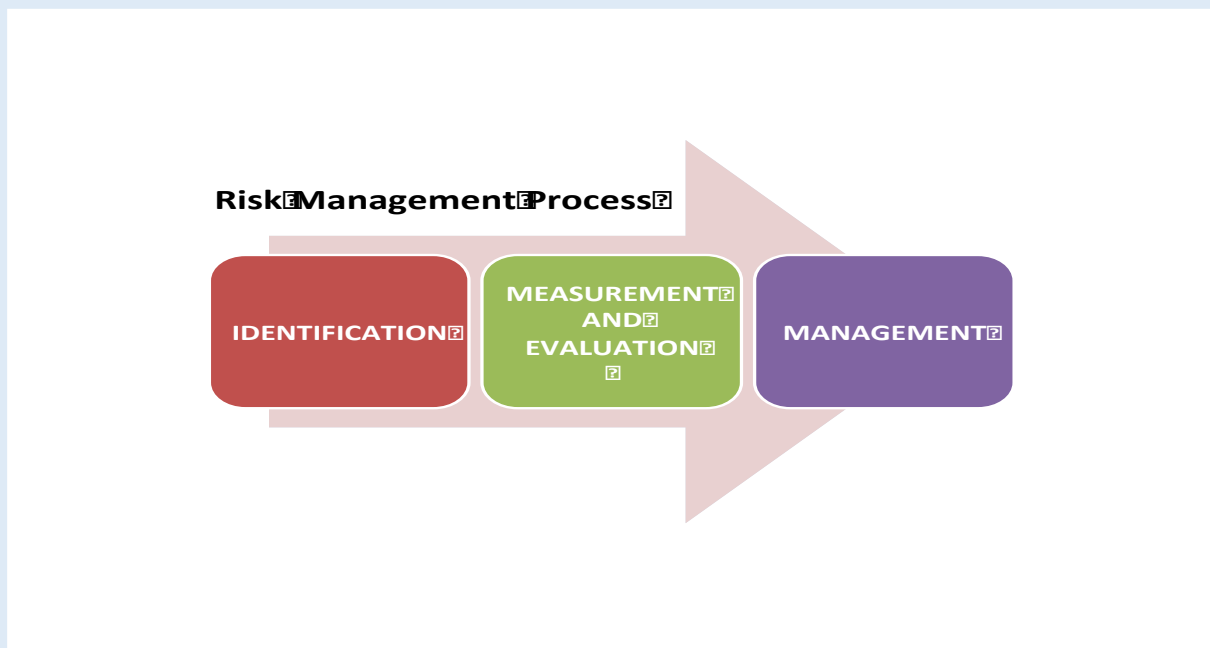 Risk Management Process
IDENTIFICATION
MEASUREMENT
AND
EVALUATION
MANAGEMENT